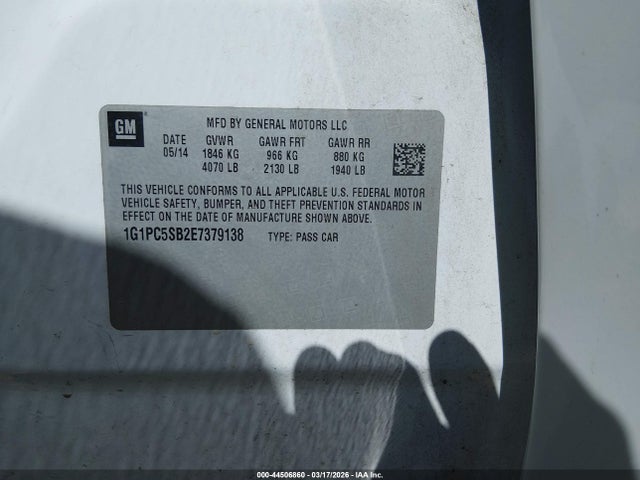 GM
MFD BY GENERAL MOTORS LLC
DATE GVWR GAWR FRT GAWR RR
05/14 1846 KG 966 KG 880 KG
4070 LB 2130 LB 1940 LB
THIS VEHICLE CONFORMS TO ALL APPLICABLE U.S. FEDERAL MOTOR
VEHICLE SAFETY, BUMPER, AND THEFT PREVENTION STANDARDS IN
EFFECT ON THE DATE OF MANUFACTURE SHOWN ABOVE.
1G1PC5SB2E7379138 TYPE: PASS CAR
000-44506860 - 03/17/2026 - IAA Inc.